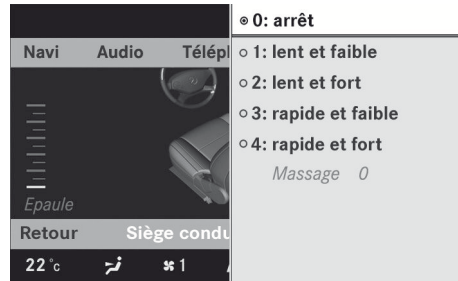 0: arrêt
Navi Audio Télépl
1: lent et faible
2: lent et fort
3: rapide et faible
4: rapide et fort
Massage 0
Epaule
Retour Siège condu
22 °c 1